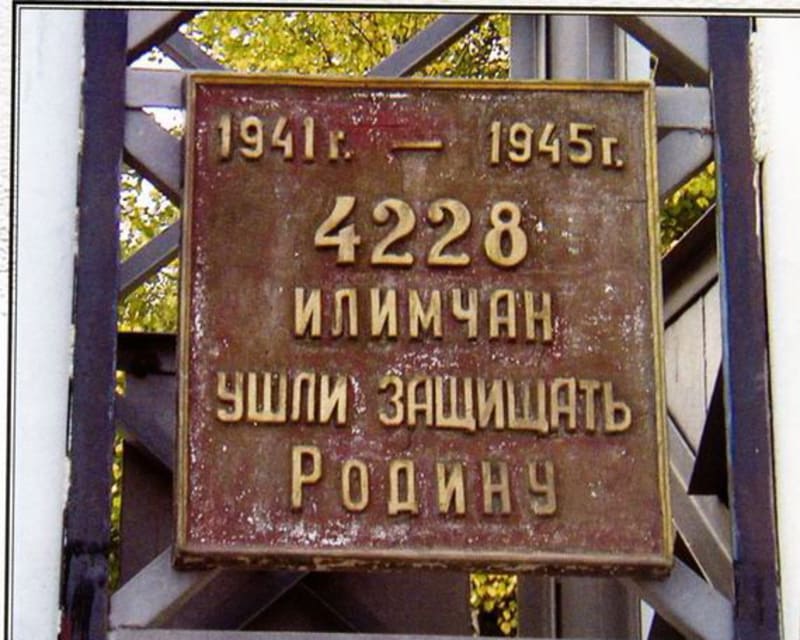 1941г. — 1945г.
4228
ИЛИМЧАН
УШЛИ ЗАЩИЩАТЬ
РОДИНУ